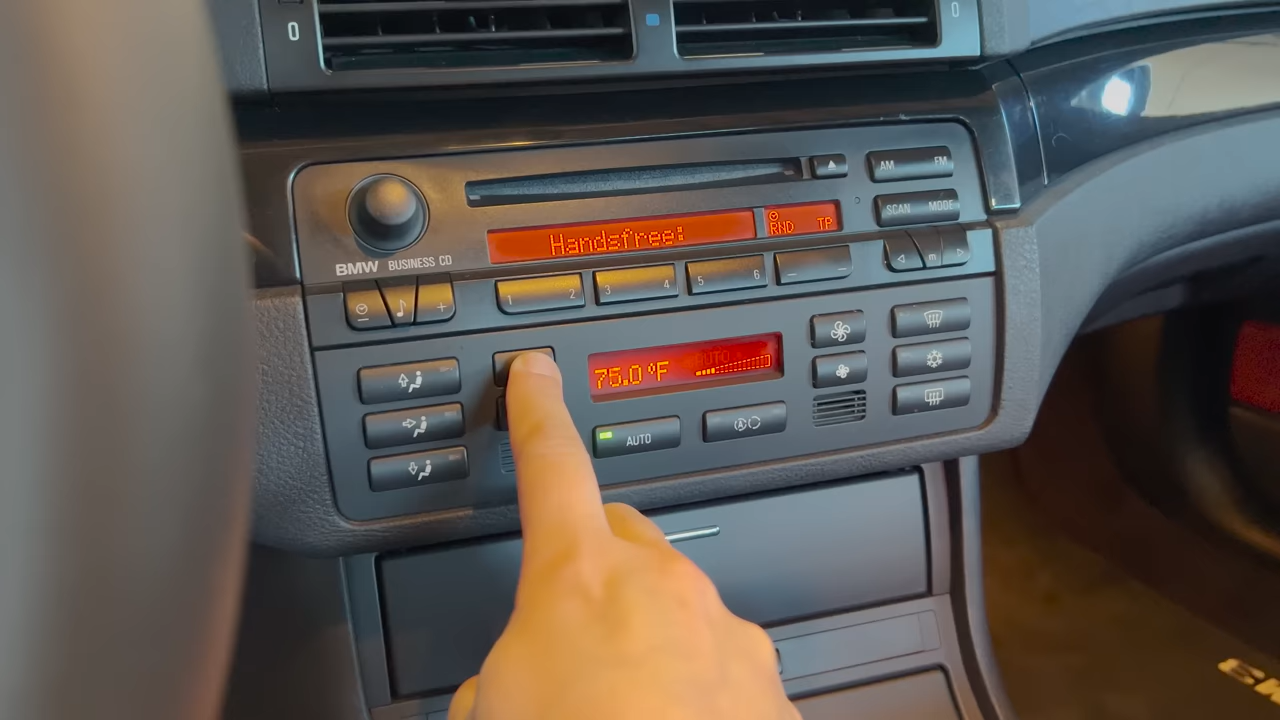 0
0
AM FM
SCAN MODE
Handsfree:
RND TP
BMW BUSINESS CD
m
+
1 2
3 4
5 6
75.0 °F
AUTO
AUTO
A